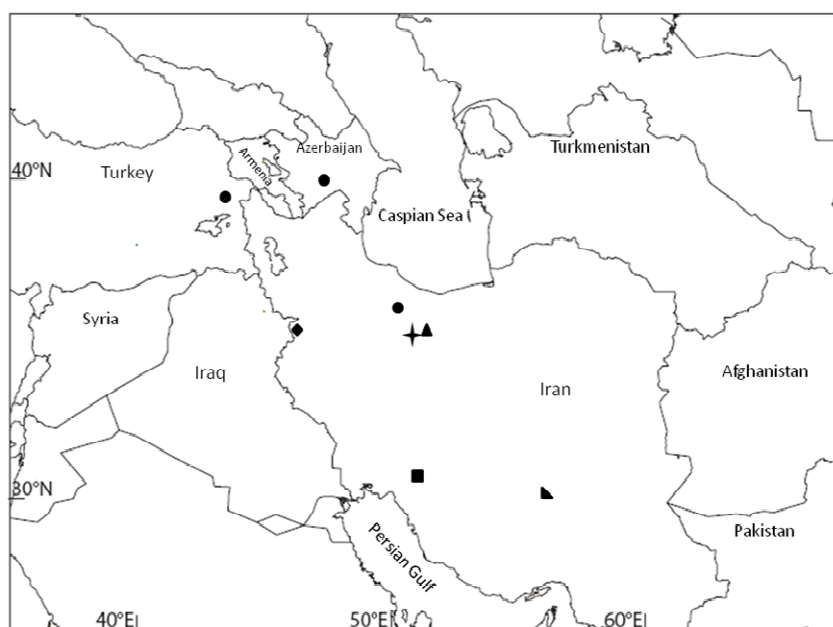 Azerbaijan
Turkmenistan
Armenia
Turkey
40°N
Caspian Sea
Syria
Iraq
Iran
Afghanistan
30°N
Pakistan
Persian Gulf
40°E
50°E
60°E